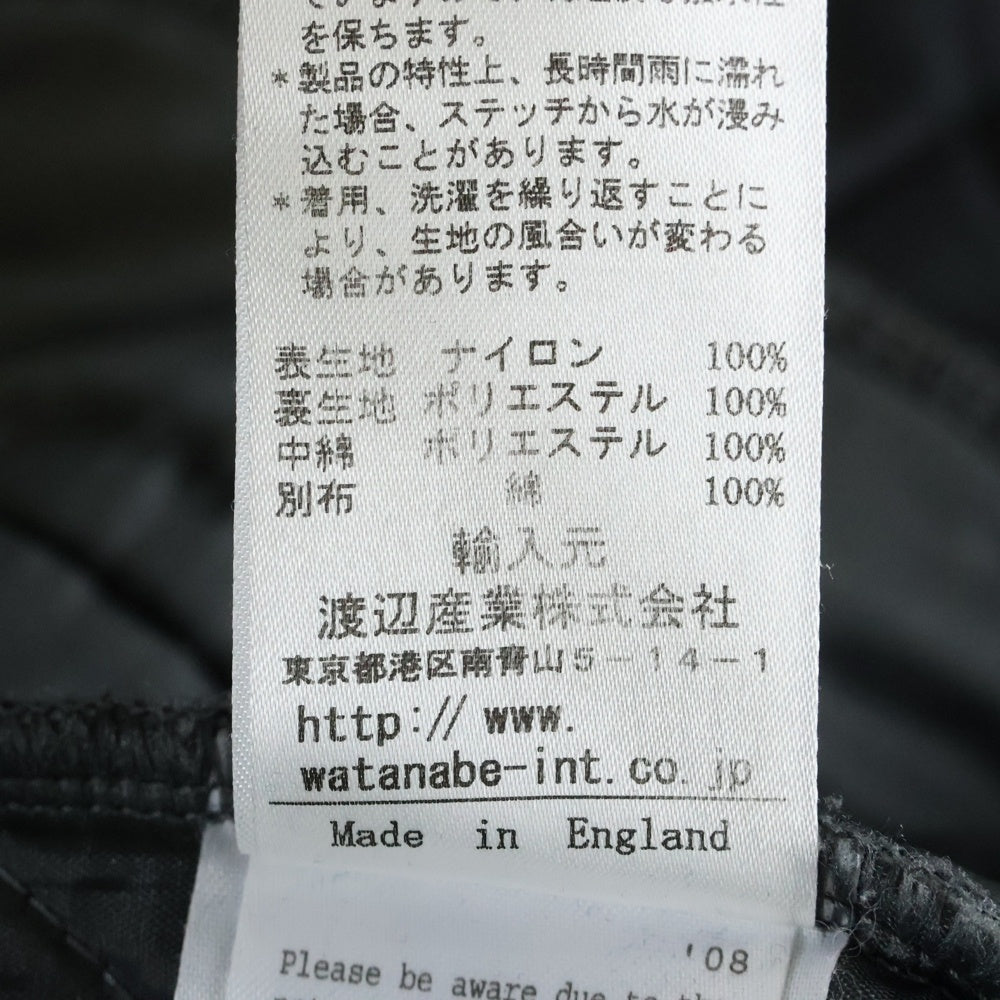 を保ちます。
*製品の特性上、長時間雨に濡れ
た場合、ステッチから水が浸み
込むことがあります。
*着用、洗濯を繰り返すことに
より、生地の風合いが変わる
場合があります。
表生地 ナイロン 100%
裏生地 ポリエステル 100%
中綿 ポリエステル 100%
別布 綿 100%
輸入元
渡辺産業株式会社
東京都港区南青山5-14-1
http://www.
watanabe-int.co.jp
Made in England
'08
Please be aware due to the